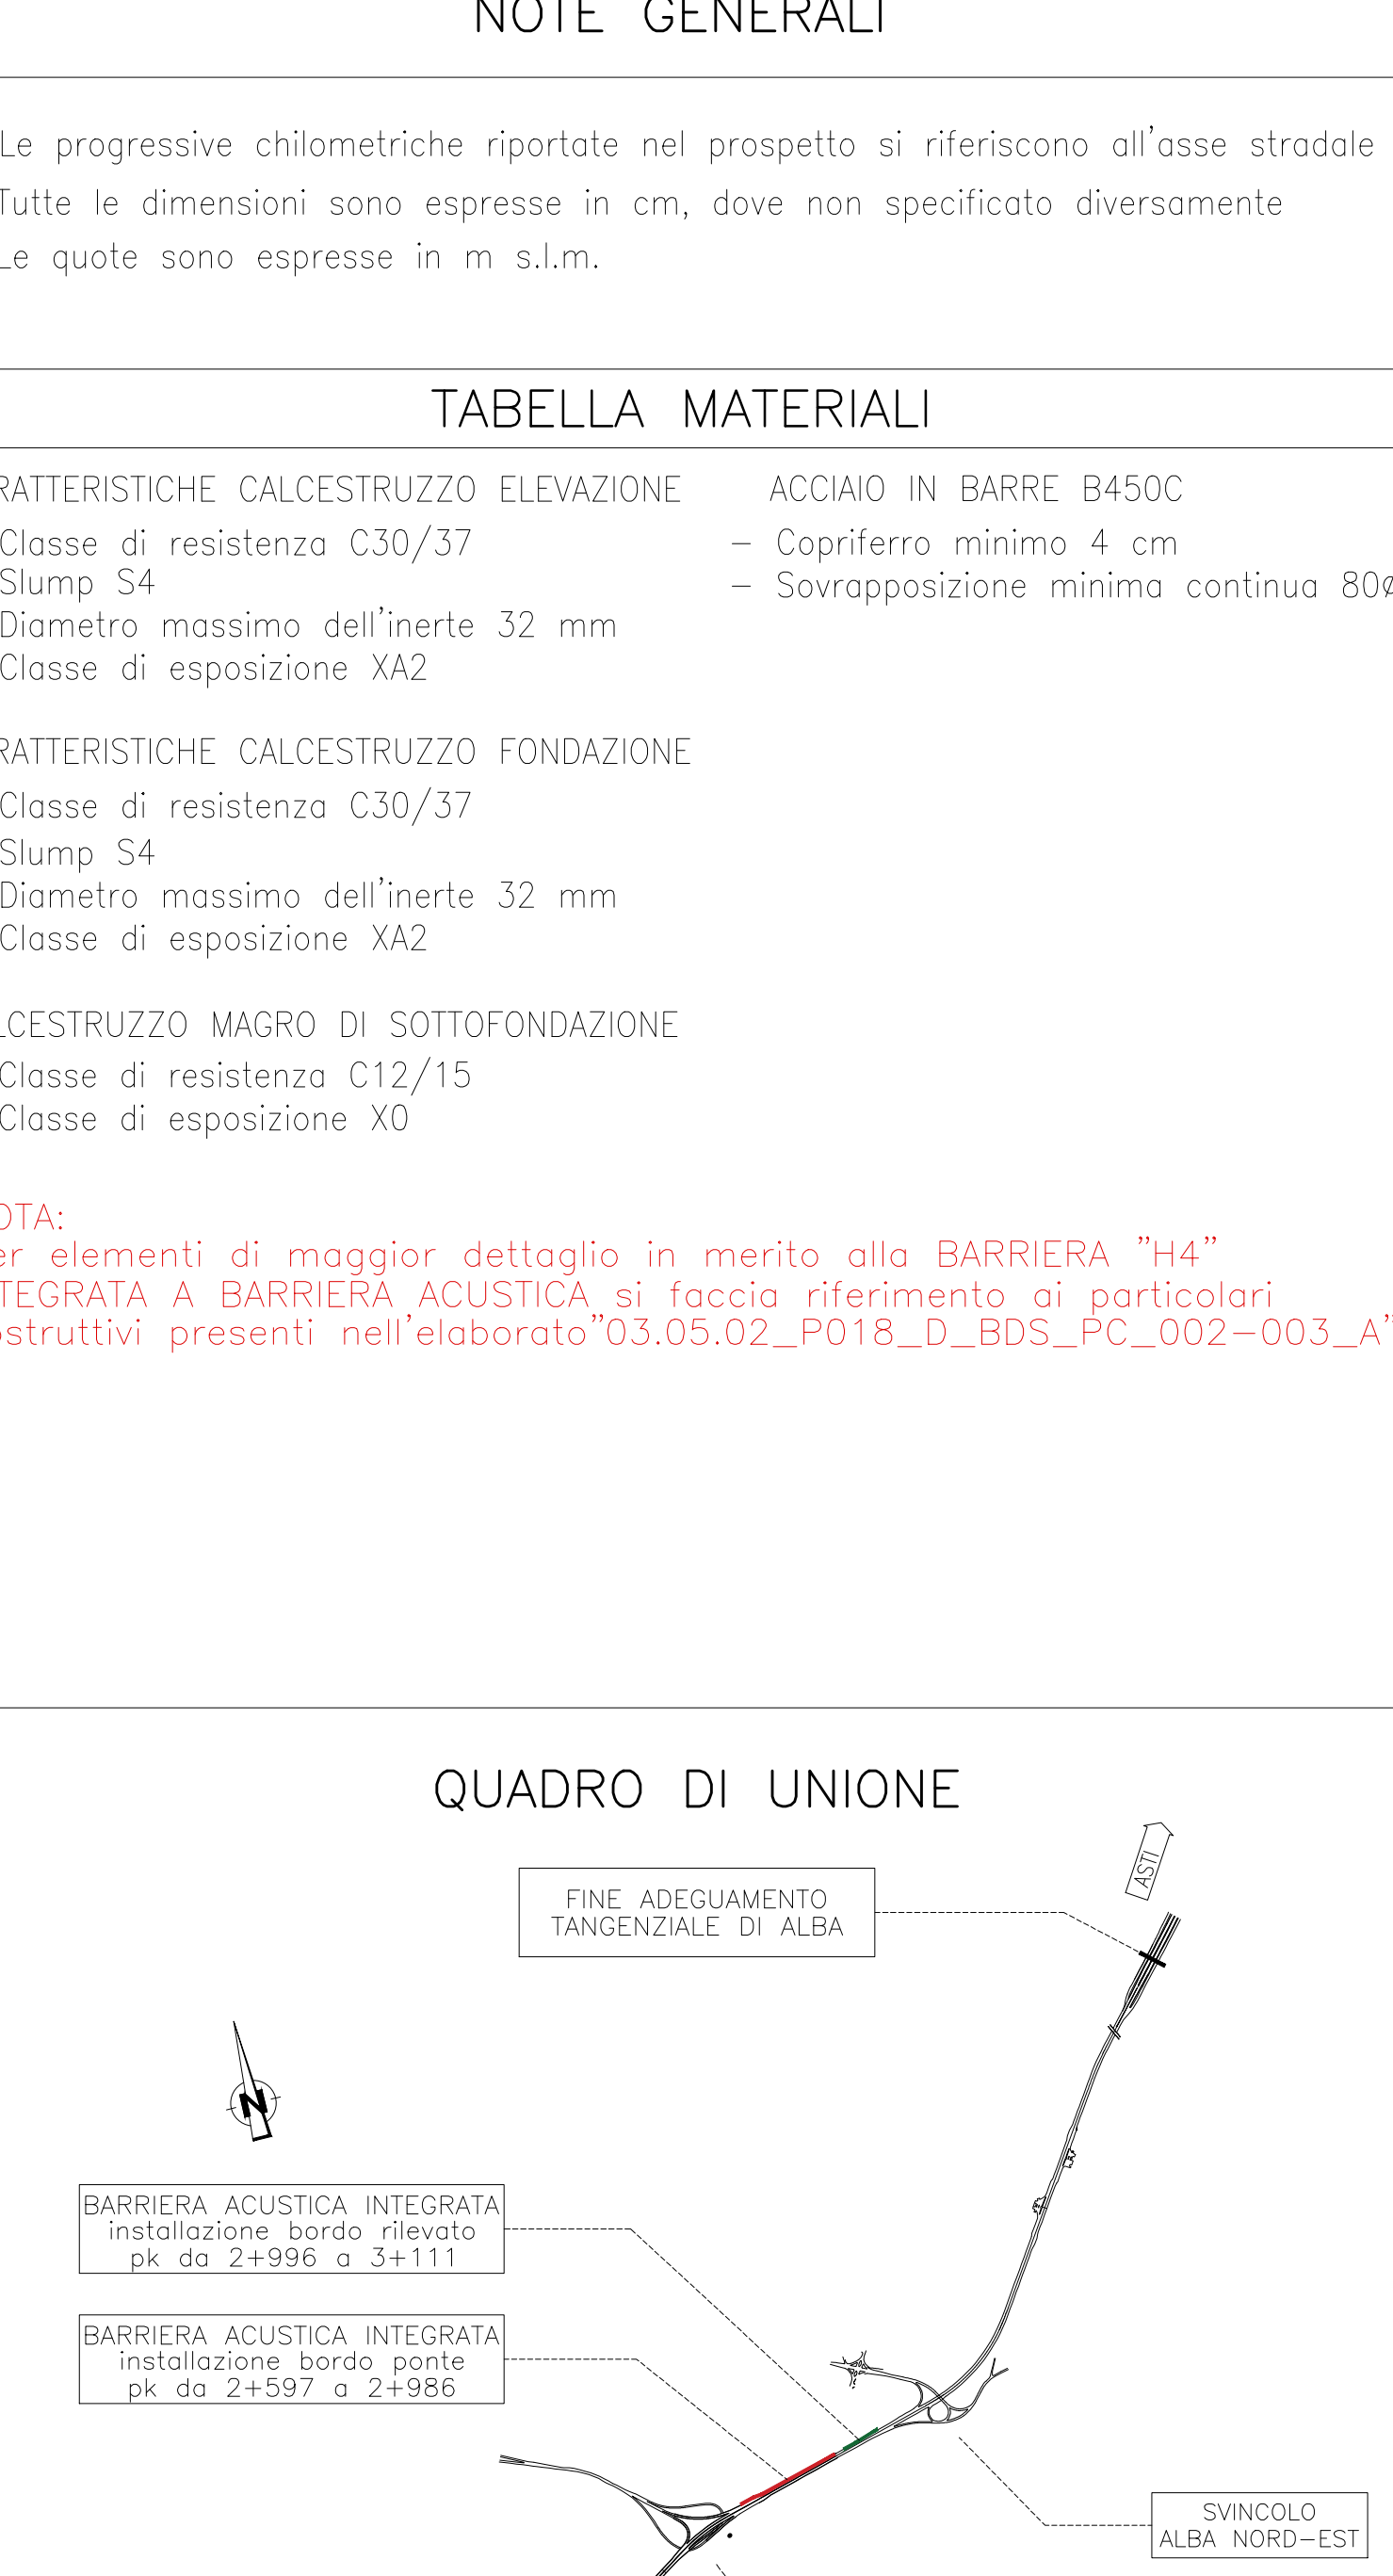 NOTE GENERALI
Le progressive chilometriche riportate nel prospetto si riferiscono all'asse stradale
Tutte le dimensioni sono espresse in cm, dove non specificato diversamente
Le quote sono espresse in m s.l.m.
TABELLA MATERIALI
RATTERISTICHE CALCESTRUZZO ELEVAZIONE
Classe di resistenza C30/37
Slump S4
Diametro massimo dell'inerte 32 mm
Classe di esposizione XA2
ACCIAIO IN BARRE B450C
- Copriferro minimo 4 cm
- Sovrapposizione minima continua 80ø
RATTERISTICHE CALCESTRUZZO FONDAZIONE
Classe di resistenza C30/37
Slump S4
Diametro massimo dell'inerte 32 mm
Classe di esposizione XA2
LCESTRUZZO MAGRO DI SOTTOFONDAZIONE
Classe di resistenza C12/15
Classe di esposizione X0
OTA:
er elementi di maggior dettaglio in merito alla BARRIERA "H4"
TEGRATA A BARRIERA ACUSTICA si faccia riferimento ai particolari
ostruttivi presenti nell'elaborato"03.05.02_P018_D_BDS_PC_002-003_A"
QUADRO DI UNIONE
ASTI
FINE ADEGUAMENTO
TANGENZIALE DI ALBA
N
BARRIERA ACUSTICA INTEGRATA
installazione bordo rilevato
pk da 2+996 a 3+111
BARRIERA ACUSTICA INTEGRATA
installazione bordo ponte
pk da 2+597 a 2+986
SVINCOLO
ALBA NORD-EST